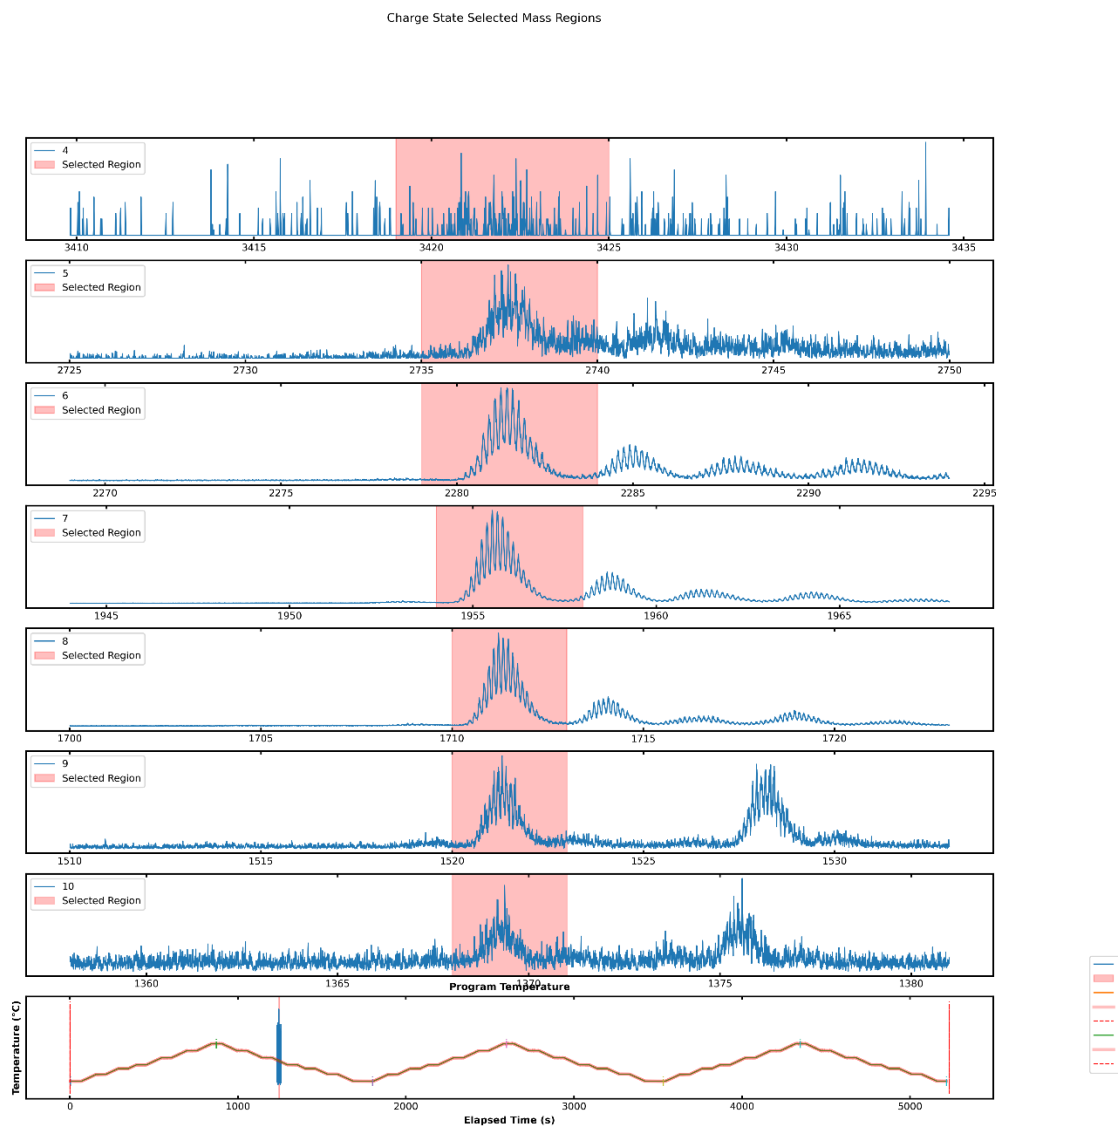 Charge State Selected Mass Regions
4
Selected Region
3410 3415 3420 3425 3430 3435
5
Selected Region
2725 2730 2735 2740 2745 2750
6
Selected Region
2270 2275 2280 2285 2290 2295
7
Selected Region
1945 1950 1955 1960 1965
8
Selected Region
1700 1705 1710 1715 1720
9
Selected Region
1510 1515 1520 1525 1530
10
Selected Region
1360 1365 1370 1375 1380
Program Temperature
Temperature (°C)
0 1000 2000 3000 4000 5000
Elapsed Time (s)